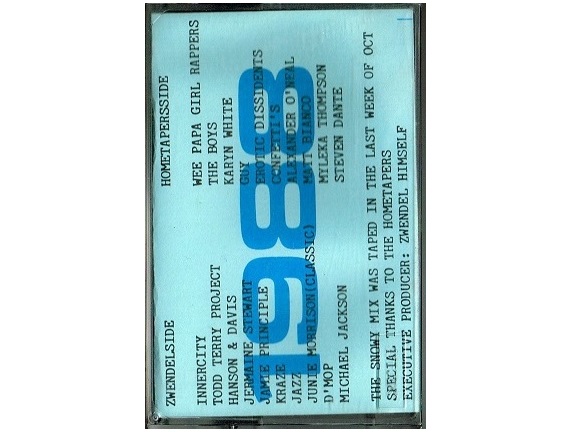 ZWENDELSIDE
INNERCITY
TODD TERRY PROJECT
HANSON & DAVIS
JERMAINE STEWART
JAMIE PRINCIPLE
KRAZE
JAZZ
JUNIE MORRISON(CLASSIC)
D'MOP
MICHAEL JACKSON
HOMETAPERSSIDE
WEE PAPA GIRL RAPPERS
THE BOYS
KARYN WHITE
GUY
EROTIC DISSIDENTS
CONFETTI'S
ALEXANDER O'NEAL
MATT BIANCO
MYLEKA THOMPSON
STEVEN DANTE
1988
THE SNOWY MIX WAS TAPED IN THE LAST WEEK OF OCT
SPECIAL THANKS TO THE HOMETAPERS
EXECUTIVE PRODUCER: ZWENDEL HIMSELF